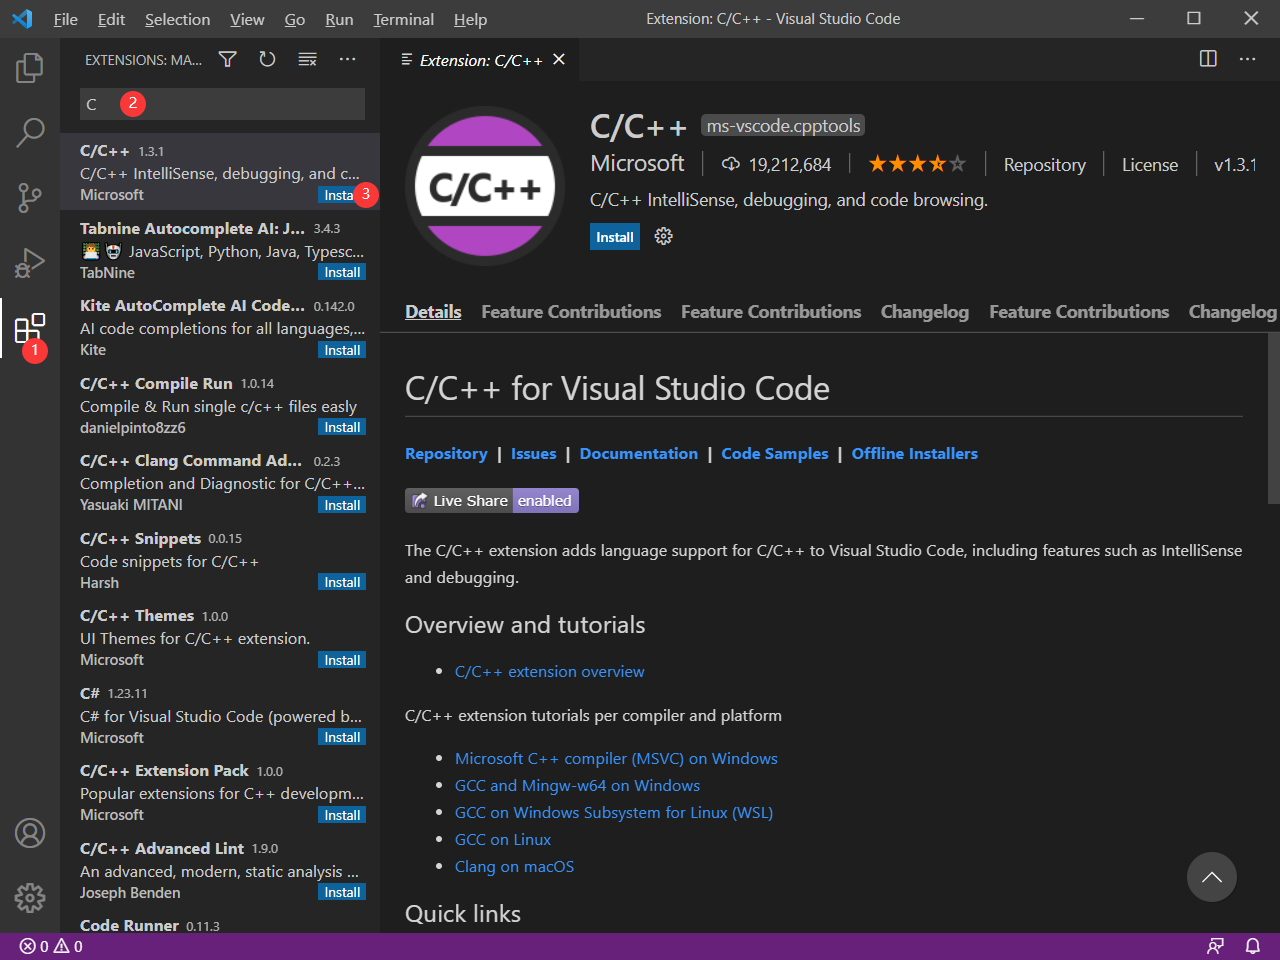 File Edit Selection View Go Run Terminal Help Extension: C/C++ - Visual Studio Code
EXTENSIONS: MA...
C 2
C/C++ 1.3.1
C/C++ IntelliSense, debugging, and c...
Microsoft Insta 3
Tabnine Autocomplete AI: J... 3.4.3
JavaScript, Python, Java, Typesc...
TabNine Install
Kite AutoComplete AI Code... 0.142.0
AI code completions for all languages,...
Kite Install
1
C/C++ Compile Run 1.0.14
Compile & Run single c/c++ files easly
danielpinto8zz6 Install
C/C++ Clang Command Ad... 0.2.3
Completion and Diagnostic for C/C++...
Yasuaki MITANI Install
C/C++ Snippets 0.0.15
Code snippets for C/C++
Harsh Install
C/C++ Themes 1.0.0
UI Themes for C/C++ extension.
Microsoft Install
C# 1.23.11
C# for Visual Studio Code (powered b...
Microsoft Install
C/C++ Extension Pack 1.0.0
Popular extensions for C++ developm...
Microsoft Install
C/C++ Advanced Lint 1.9.0
An advanced, modern, static analysis ...
Joseph Benden Install
Code Runner 0.11.3
Extension: C/C++
C/C++
C/C++ ms-vscode.cpptools
Microsoft 19,212,684 Repository License v1.3.1
C/C++ IntelliSense, debugging, and code browsing.
Install
Details Feature Contributions Feature Contributions Changelog Feature Contributions Changelog
C/C++ for Visual Studio Code
Repository | Issues | Documentation | Code Samples | Offline Installers
Live Share enabled
The C/C++ extension adds language support for C/C++ to Visual Studio Code, including features such as IntelliSense
and debugging.
Overview and tutorials
• C/C++ extension overview
C/C++ extension tutorials per compiler and platform
• Microsoft C++ compiler (MSVC) on Windows
• GCC and Mingw-w64 on Windows
• GCC on Windows Subsystem for Linux (WSL)
• GCC on Linux
• Clang on macOS
Quick links
0 0